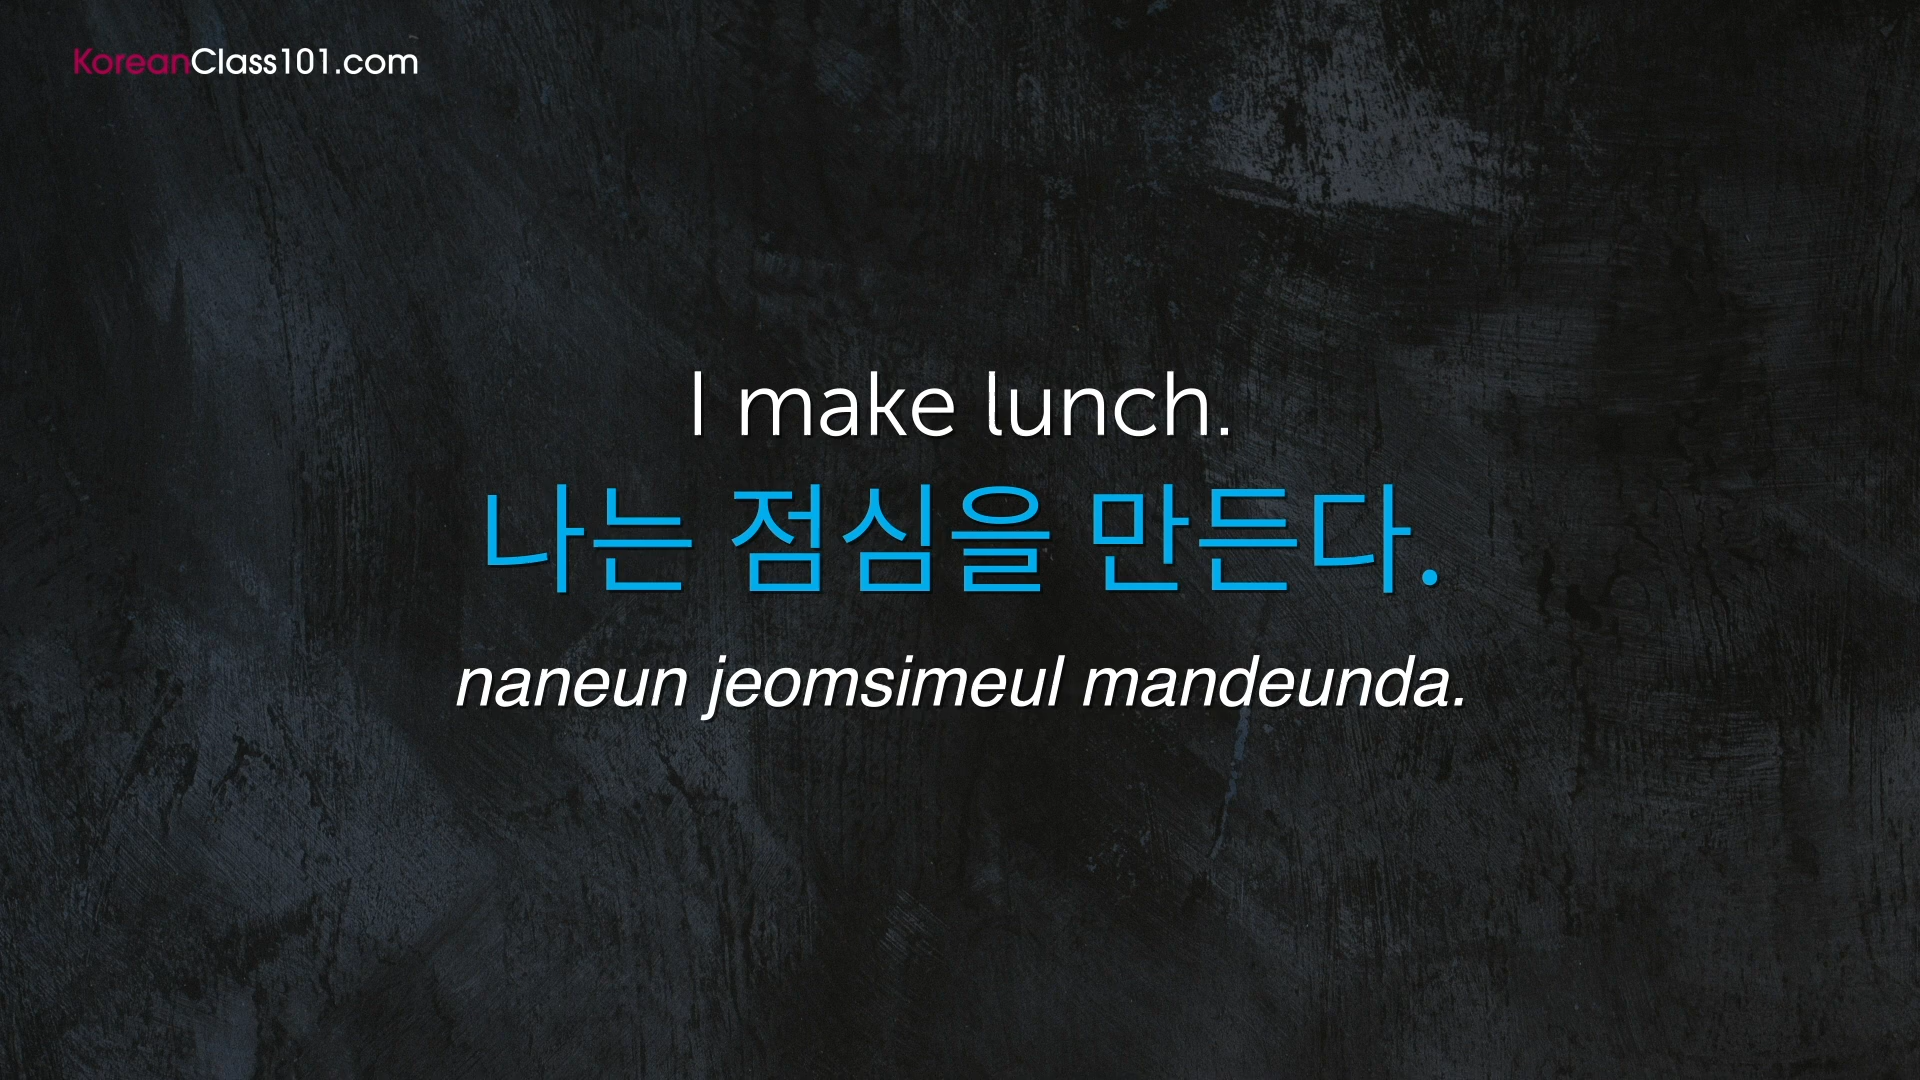 KoreanClass101.com
I make lunch.
나는 점심을 만든다.
naneun jeomsimeul mandeunda.